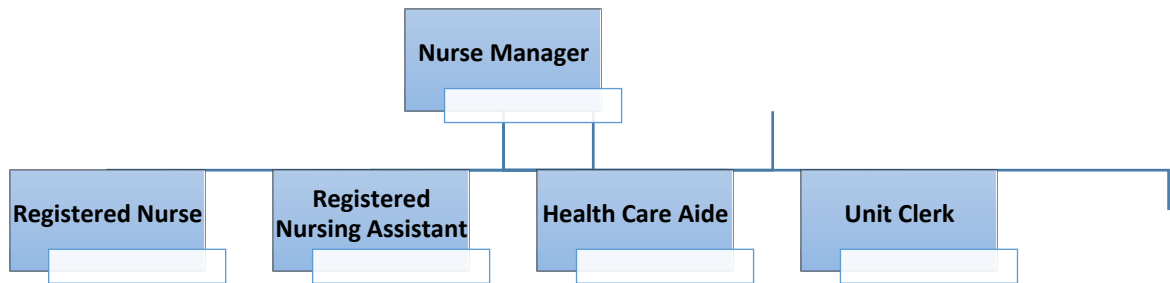 Nurse Manager
Registered Nurse
Registered
Nursing Assistant
Health Care Aide
Unit Clerk